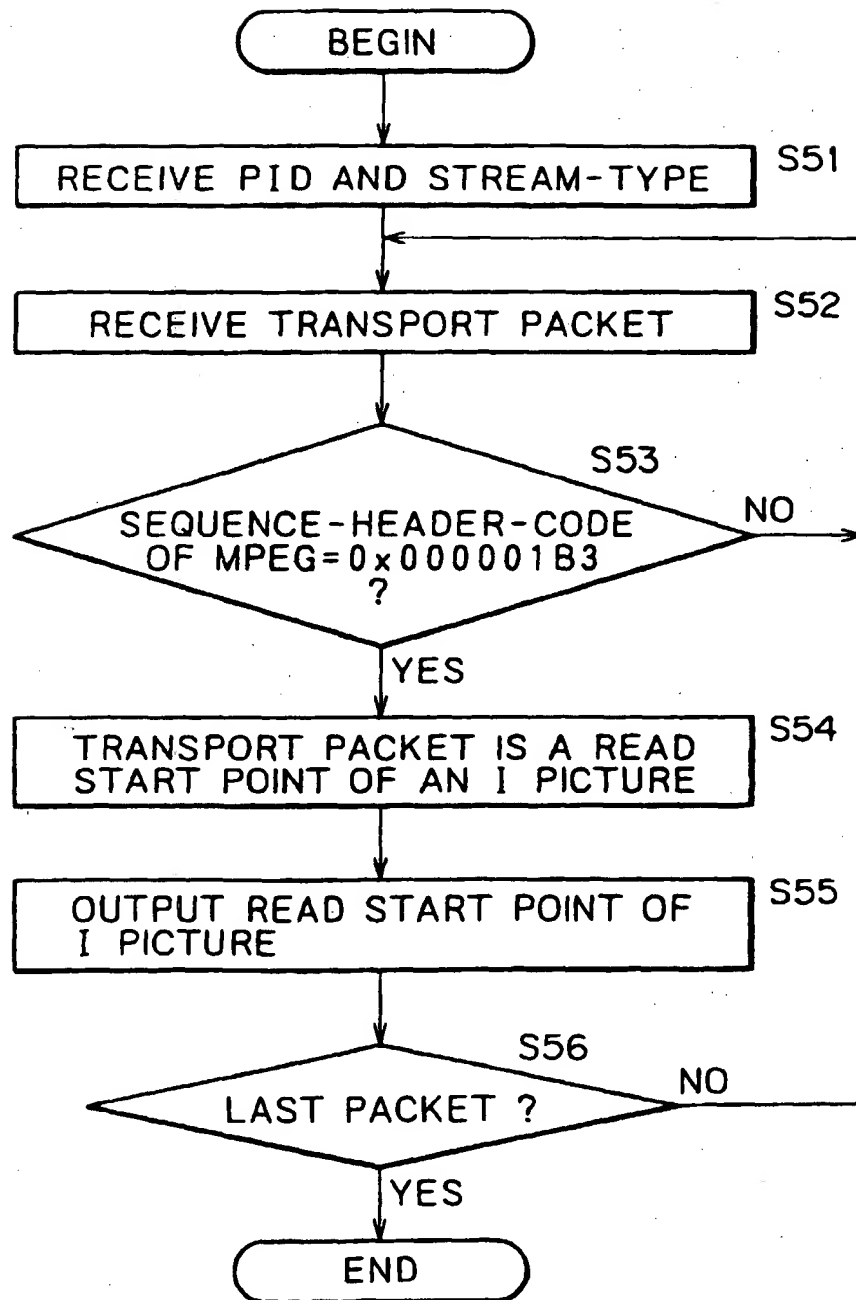 BEGIN
RECEIVE PID AND STREAM-TYPE
S51
RECEIVE TRANSPORT PACKET
S52
S53
SEQUENCE-HEADER-CODE
OF MPEG=0x000001B3
?
NO
YES
TRANSPORT PACKET IS A READ
START POINT OF AN I PICTURE
S54
OUTPUT READ START POINT OF
I PICTURE
S55
S56
LAST PACKET ?
NO
YES
END